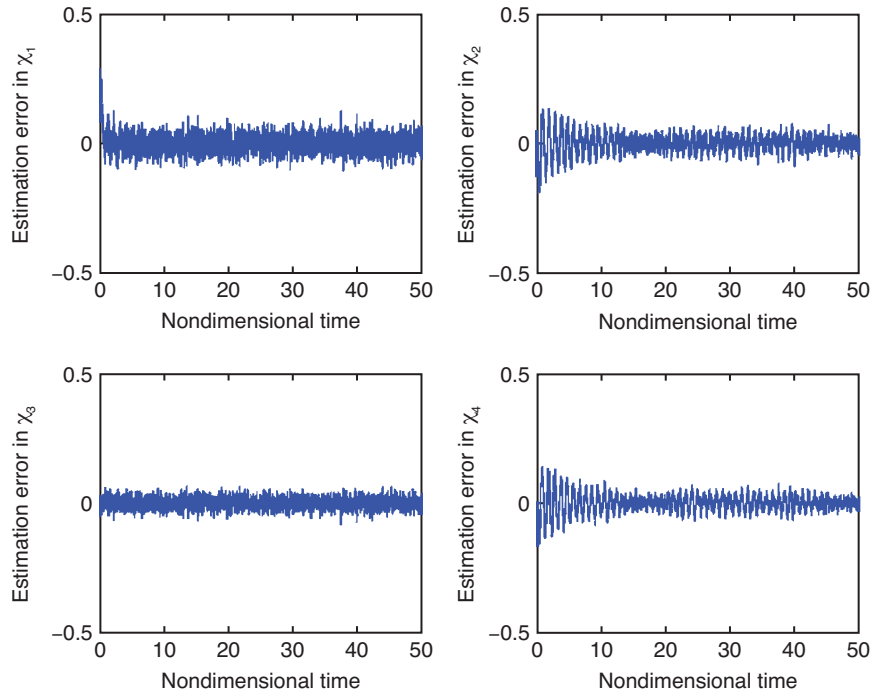 Estimation error in χ1
0.5
0
−0.5
0 10 20 30 40 50
Nondimensional time
Estimation error in χ2
0.5
0
−0.5
0 10 20 30 40 50
Nondimensional time
Estimation error in χ3
0.5
0
−0.5
0 10 20 30 40 50
Nondimensional time
Estimation error in χ4
0.5
0
−0.5
0 10 20 30 40 50
Nondimensional time